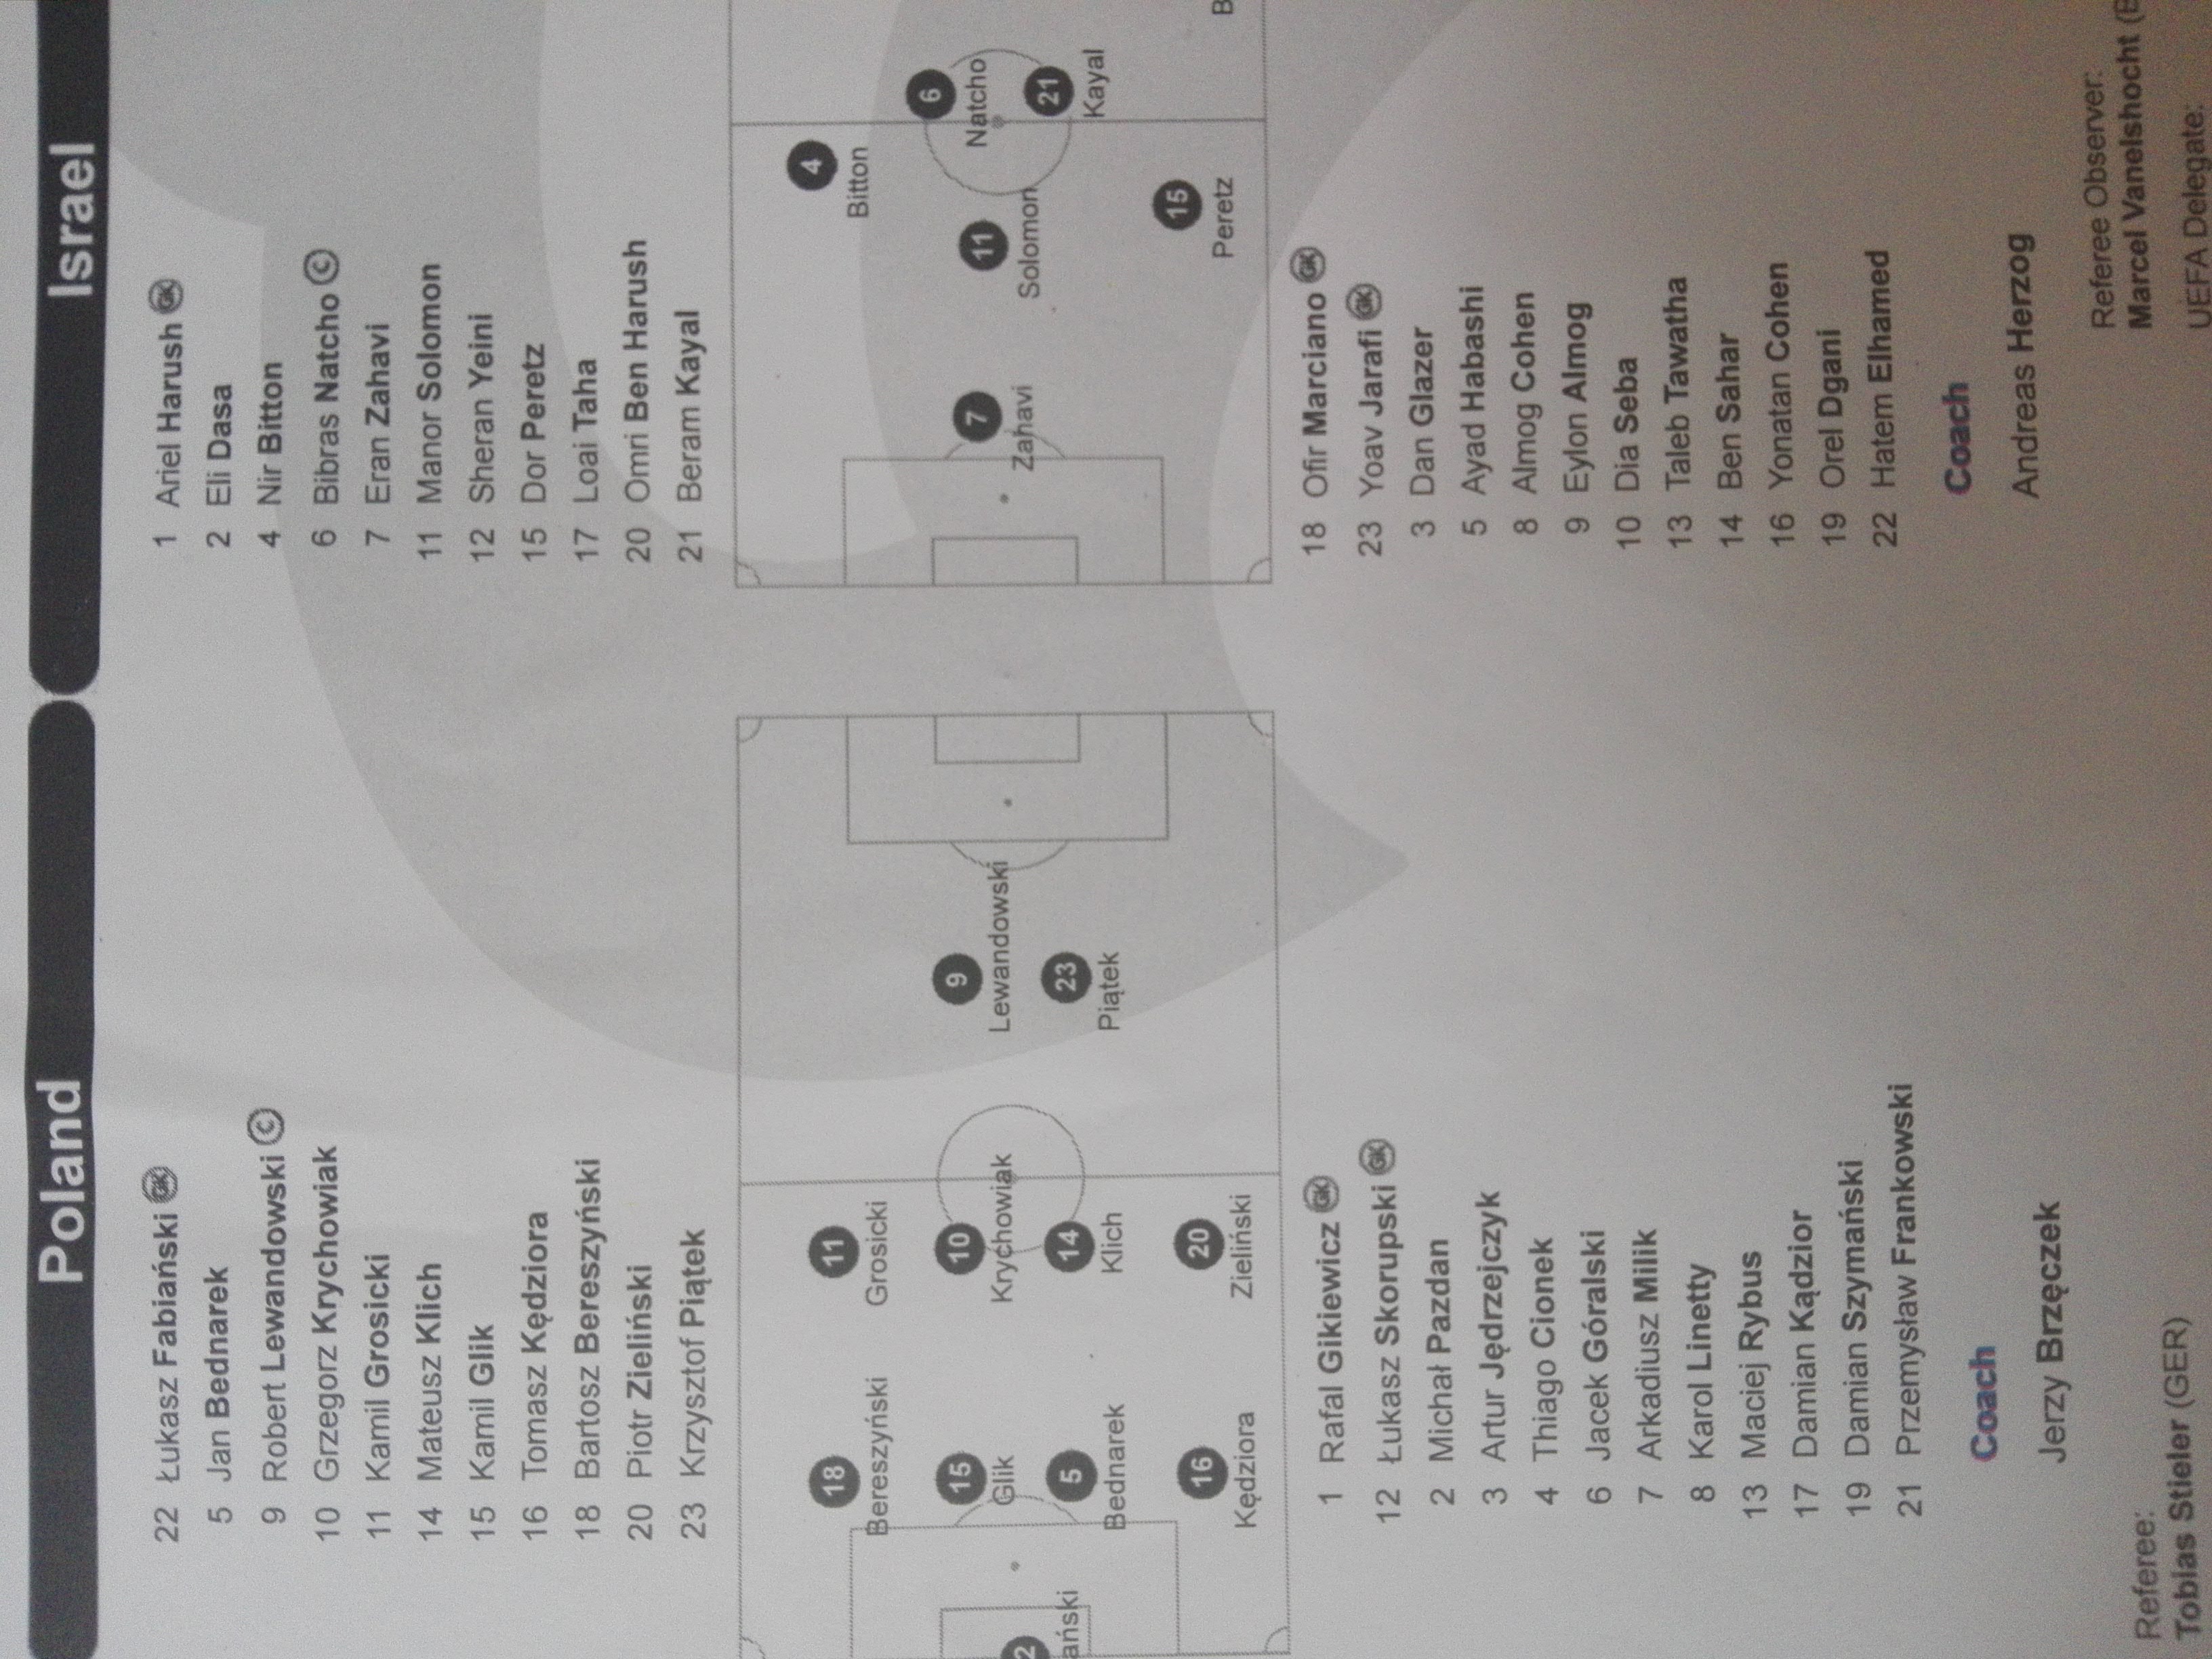 Poland
22 Łukasz Fabiański GK
5 Jan Bednarek
9 Robert Lewandowski C
10 Grzegorz Krychowiak
11 Kamil Grosicki
14 Mateusz Klich
15 Kamil Glik
16 Tomasz Kędziora
18 Bartosz Bereszyński
20 Piotr Zieliński
23 Krzysztof Piątek
18
Bereszyński
11
Grosicki
15
Glik
10
Krychowiak
9
Lewandowski
2
ański
5
Bednarek
14
Klich
23
Piątek
16
Kędziora
20
Zieliński
1 Rafal Gikiewicz GK
12 Łukasz Skorupski GK
2 Michał Pazdan
3 Artur Jędrzejczyk
4 Thiago Cionek
6 Jacek Góralski
7 Arkadiusz Milik
8 Karol Linetty
13 Maciej Rybus
17 Damian Kądzior
19 Damian Szymański
21 Przemysław Frankowski
Coach
Jerzy Brzęczek
Referee:
Tobias Stieler (GER)
Israel
1 Ariel Harush GK
2 Eli Dasa
4 Nir Bitton
6 Bibras Natcho C
7 Eran Zahavi
11 Manor Solomon
12 Sheran Yeini
15 Dor Peretz
17 Loai Taha
20 Omri Ben Harush
21 Beram Kayal
4
Bitton
6
Natcho
7
Zahavi
11
Solomon
21
Kayal
15
Peretz
B
18 Ofir Marciano GK
23 Yoav Jarafi GK
3 Dan Glazer
5 Ayad Habashi
8 Almog Cohen
9 Eylon Almog
10 Dia Seba
13 Taleb Tawatha
14 Ben Sahar
16 Yonatan Cohen
19 Orel Dgani
22 Hatem Elhamed
Coach
Andreas Herzog
Referee Observer:
Marcel Vanelshocht (B
UEFA Delegate: